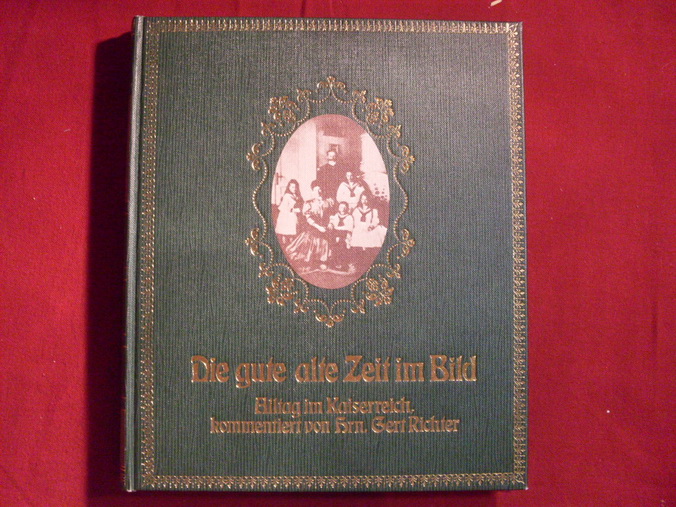 Die gute alte Zeit im Bild
Alltag im Kaiserreich,
kommentiert von Hrn. Gert Richter